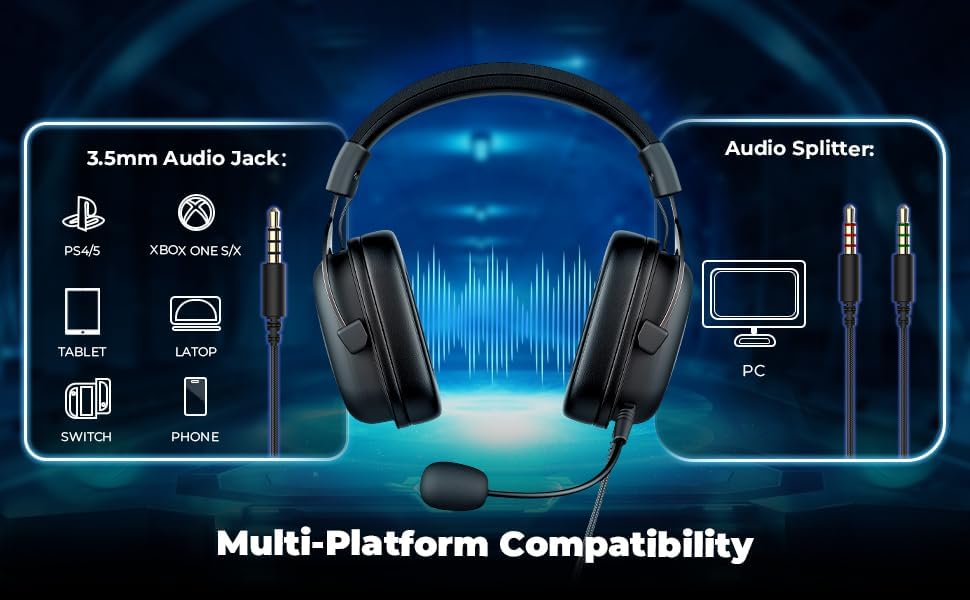 3.5mm Audio Jack:
PS4/5
XBOX ONE S/X
TABLET
LATOP
SWITCH
PHONE
Audio Splitter:
PC
Multi-Platform Compatibility